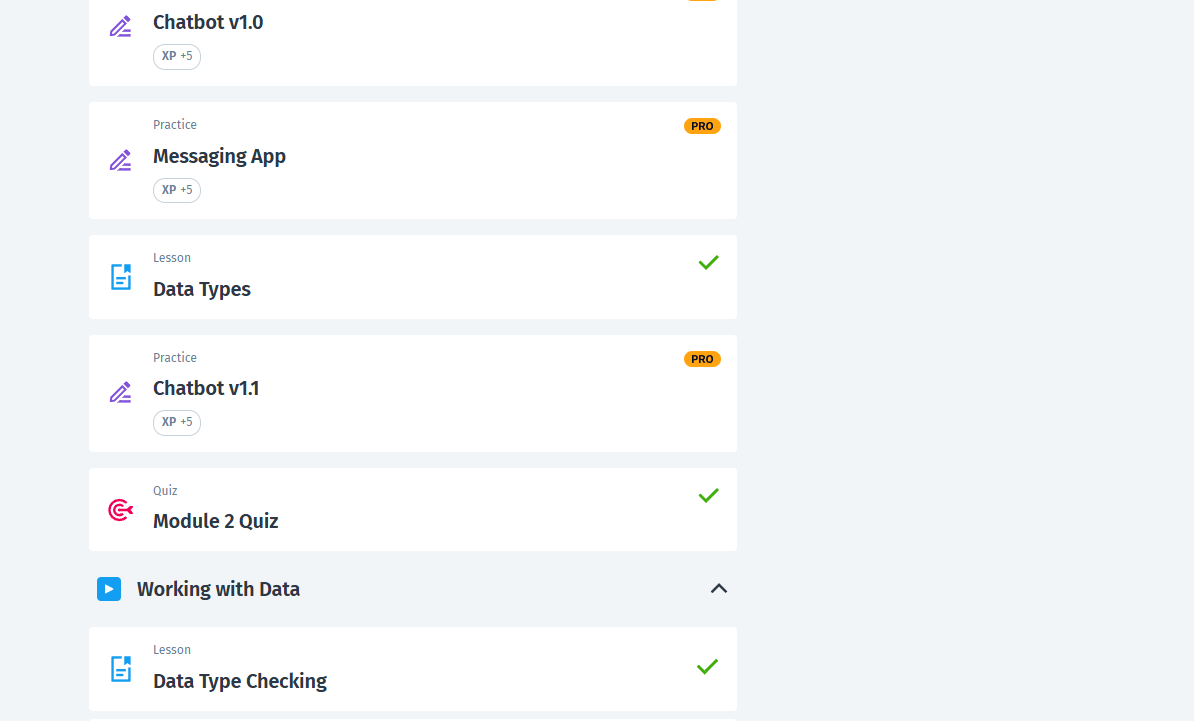 Chatbot v1.0
XP +5
Practice
PRO
Messaging App
XP +5
Lesson
Data Types
Practice
PRO
Chatbot v1.1
XP +5
Quiz
Module 2 Quiz
Working with Data
Lesson
Data Type Checking